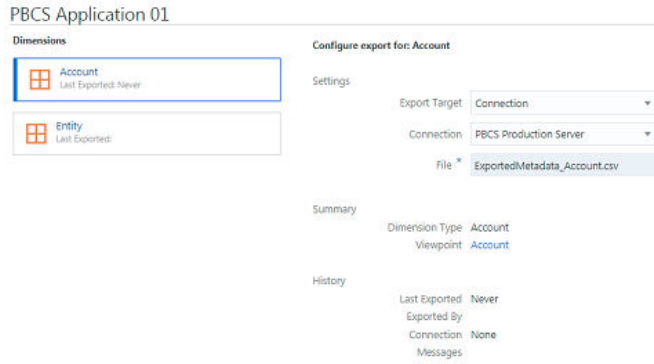 PBCS Application 01
Dimensions
Account
Last Exported: Never
Entity
Last Exported:
Configure export for: Account
Settings
Export Target Connection
Connection PBCS Production Server
File * ExportedMetadata_Account.csv
Summary
Dimension Type Account
Viewpoint Account
History
Last Exported Never
Exported By
Connection None
Messages